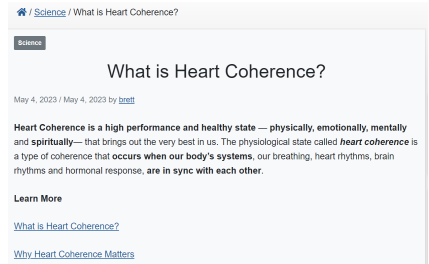 / Science / What is Heart Coherence?
Science
What is Heart Coherence?
May 4, 2023 / May 4, 2023 by brett
Heart Coherence is a high performance and healthy state — physically, emotionally, mentally
and spiritually— that brings out the very best in us. The physiological state called heart coherence is
a type of coherence that occurs when our body's systems, our breathing, heart rhythms, brain
rhythms and hormonal response, are in sync with each other.
Learn More
What is Heart Coherence?
Why Heart Coherence Matters